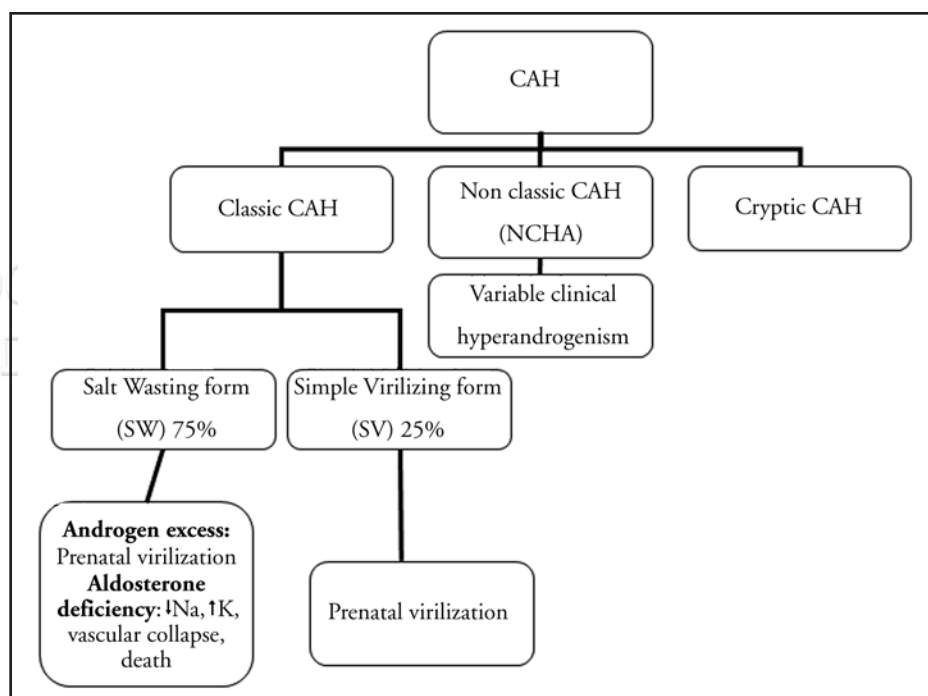 CAH
Classic CAH
Non classic CAH
(NCHA)
Cryptic CAH
Variable clinical
hyperandrogenism
Salt Wasting form
(SW) 75%
Simple Virilizing form
(SV) 25%
Androgen excess:
Prenatal virilization
Aldosterone
deficiency: ↓Na, ↑K,
vascular collapse,
death
Prenatal virilization